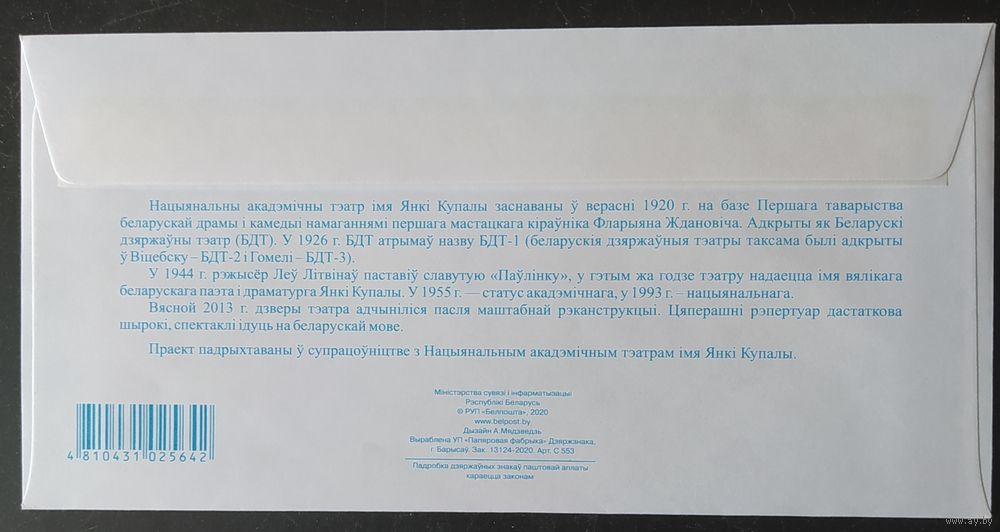 Нацыянальны акадэмічны тэатр імя Янкі Купалы заснаваны ў верасні 1920 г. на базе Першага таварыства
беларускай драмы і камедыі намаганнямі першага мастацкага кіраўніка Фларыяна Ждановіча. Адкрыты як Беларускі
дзяржаўны тэатр (БДТ). У 1926 г. БДТ атрымаў назву БДТ-1 (беларускія дзяржаўныя тэатры таксама былі адкрыты
ў Віцебску – БДТ-2 і Гомелі – БДТ-3).
У 1944 г. рэжысёр Леў Літвінаў паставіў славутую «Паўлінку», у гэтым жа годзе тэатру надаецца імя вялікага
беларускага паэта і драматурга Янкі Купалы. У 1955 г. — статус акадэмічнага, у 1993 г. – нацыянальнага.
Вясной 2013 г. дзверы тэатра адчыніліся пасля маштабнай рэканструкцыі. Цяперашні рэпертуар дастаткова
шырокі, спектаклі ідуць на беларускай мове.
Праект падрыхтаваны ў супрацоўніцтве з Нацыянальным акадэмічным тэатрам імя Янкі Купалы.
Міністэрства сувязі і інфарматызацыі
Рэспублікі Беларусь
© РУП «Белпошта», 2020
www.belpost.by
Дызайн А.Мядзведзь
Выраблена УП «Папяровая фабрыка» Дзяржзнака,
г. Барысаў. Зак. 13124-2020. Арт. С 553
Падробка дзяржаўных знакаў паштовай аплаты
караецца законам
4 810431 025642
www.ay.by